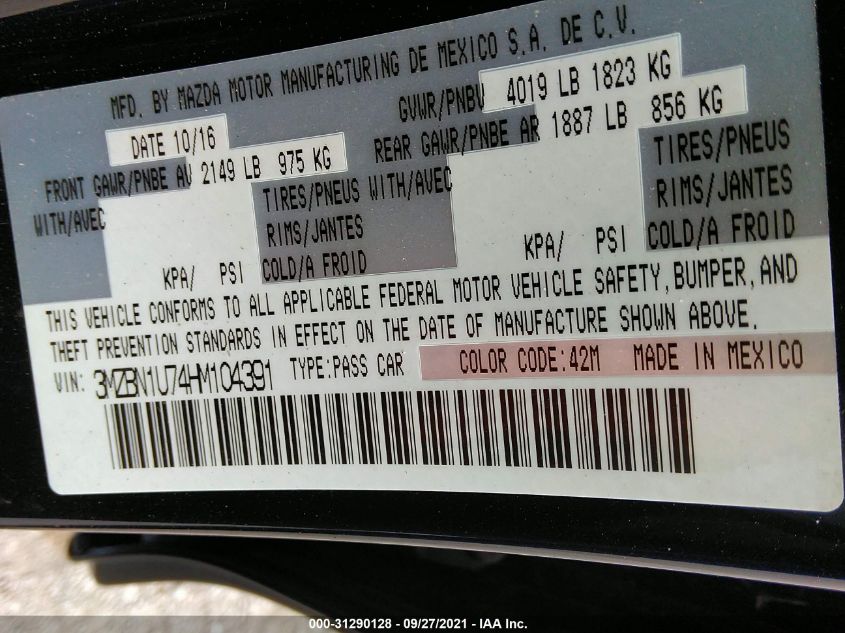 MFD. BY MAZDA MOTOR MANUFACTURING DE MEXICO S.A. DE C.V.
DATE 10/16 GVWR/PNBV 4019 LB 1823 KG
FRONT GAWR/PNBE AV 2149 LB 975 KG REAR GAWR/PNBE AR 1887 LB 856 KG
WITH/AVEC TIRES/PNEUS WITH/AVEC TIRES/PNEUS
RIMS/JANTES RIMS/JANTES
KPA/ PSI COLD/A FROID KPA/ PSI COLD/A FROID
THIS VEHICLE CONFORMS TO ALL APPLICABLE FEDERAL MOTOR VEHICLE SAFETY, BUMPER, AND
THEFT PREVENTION STANDARDS IN EFFECT ON THE DATE OF MANUFACTURE SHOWN ABOVE.
VIN: 3MZBN1U74HM104391 TYPE:PASS CAR COLOR CODE:42M MADE IN MEXICO
000-31290128 - 09/27/2021 - IAA Inc.